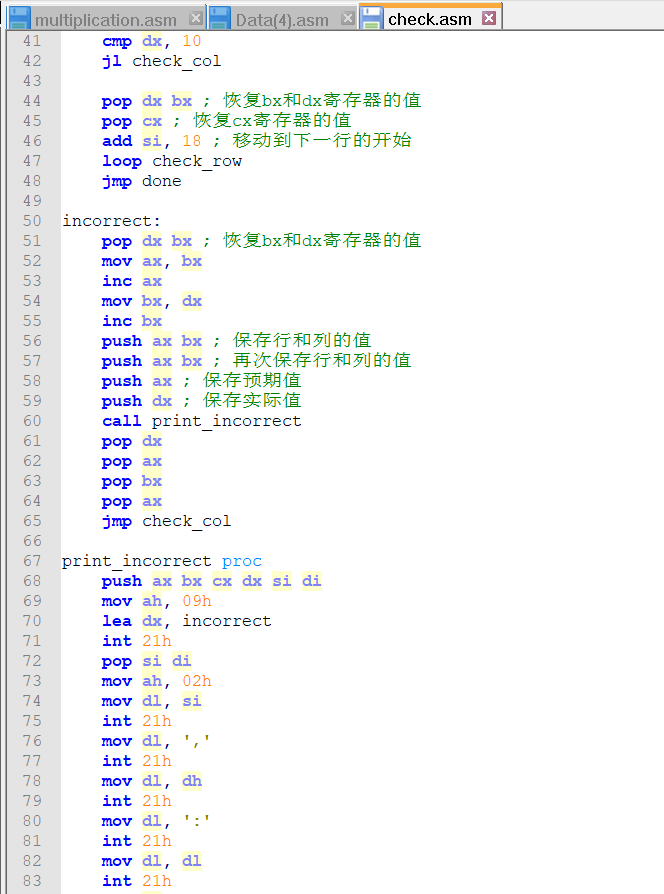 multiplication.asm Data(4).asm check.asm
41 cmp dx, 10
42 jl check_col
43
44 pop dx bx ; 恢复bx和dx寄存器的值
45 pop cx ; 恢复cx寄存器的值
46 add si, 18 ; 移动到下一行的开始
47 loop check_row
48 jmp done
49
50 incorrect:
51 pop dx bx ; 恢复bx和dx寄存器的值
52 mov ax, bx
53 inc ax
54 mov bx, dx
55 inc bx
56 push ax bx ; 保存行和列的值
57 push ax bx ; 再次保存行和列的值
58 push ax ; 保存预期值
59 push dx ; 保存实际值
60 call print_incorrect
61 pop dx
62 pop ax
63 pop bx
64 pop ax
65 jmp check_col
66
67 print_incorrect proc
68 push ax bx cx dx si di
69 mov ah, 09h
70 lea dx, incorrect
71 int 21h
72 pop si di
73 mov ah, 02h
74 mov dl, si
75 int 21h
76 mov dl, ','
77 int 21h
78 mov dl, dh
79 int 21h
80 mov dl, ':'
81 int 21h
82 mov dl, dl
83 int 21h